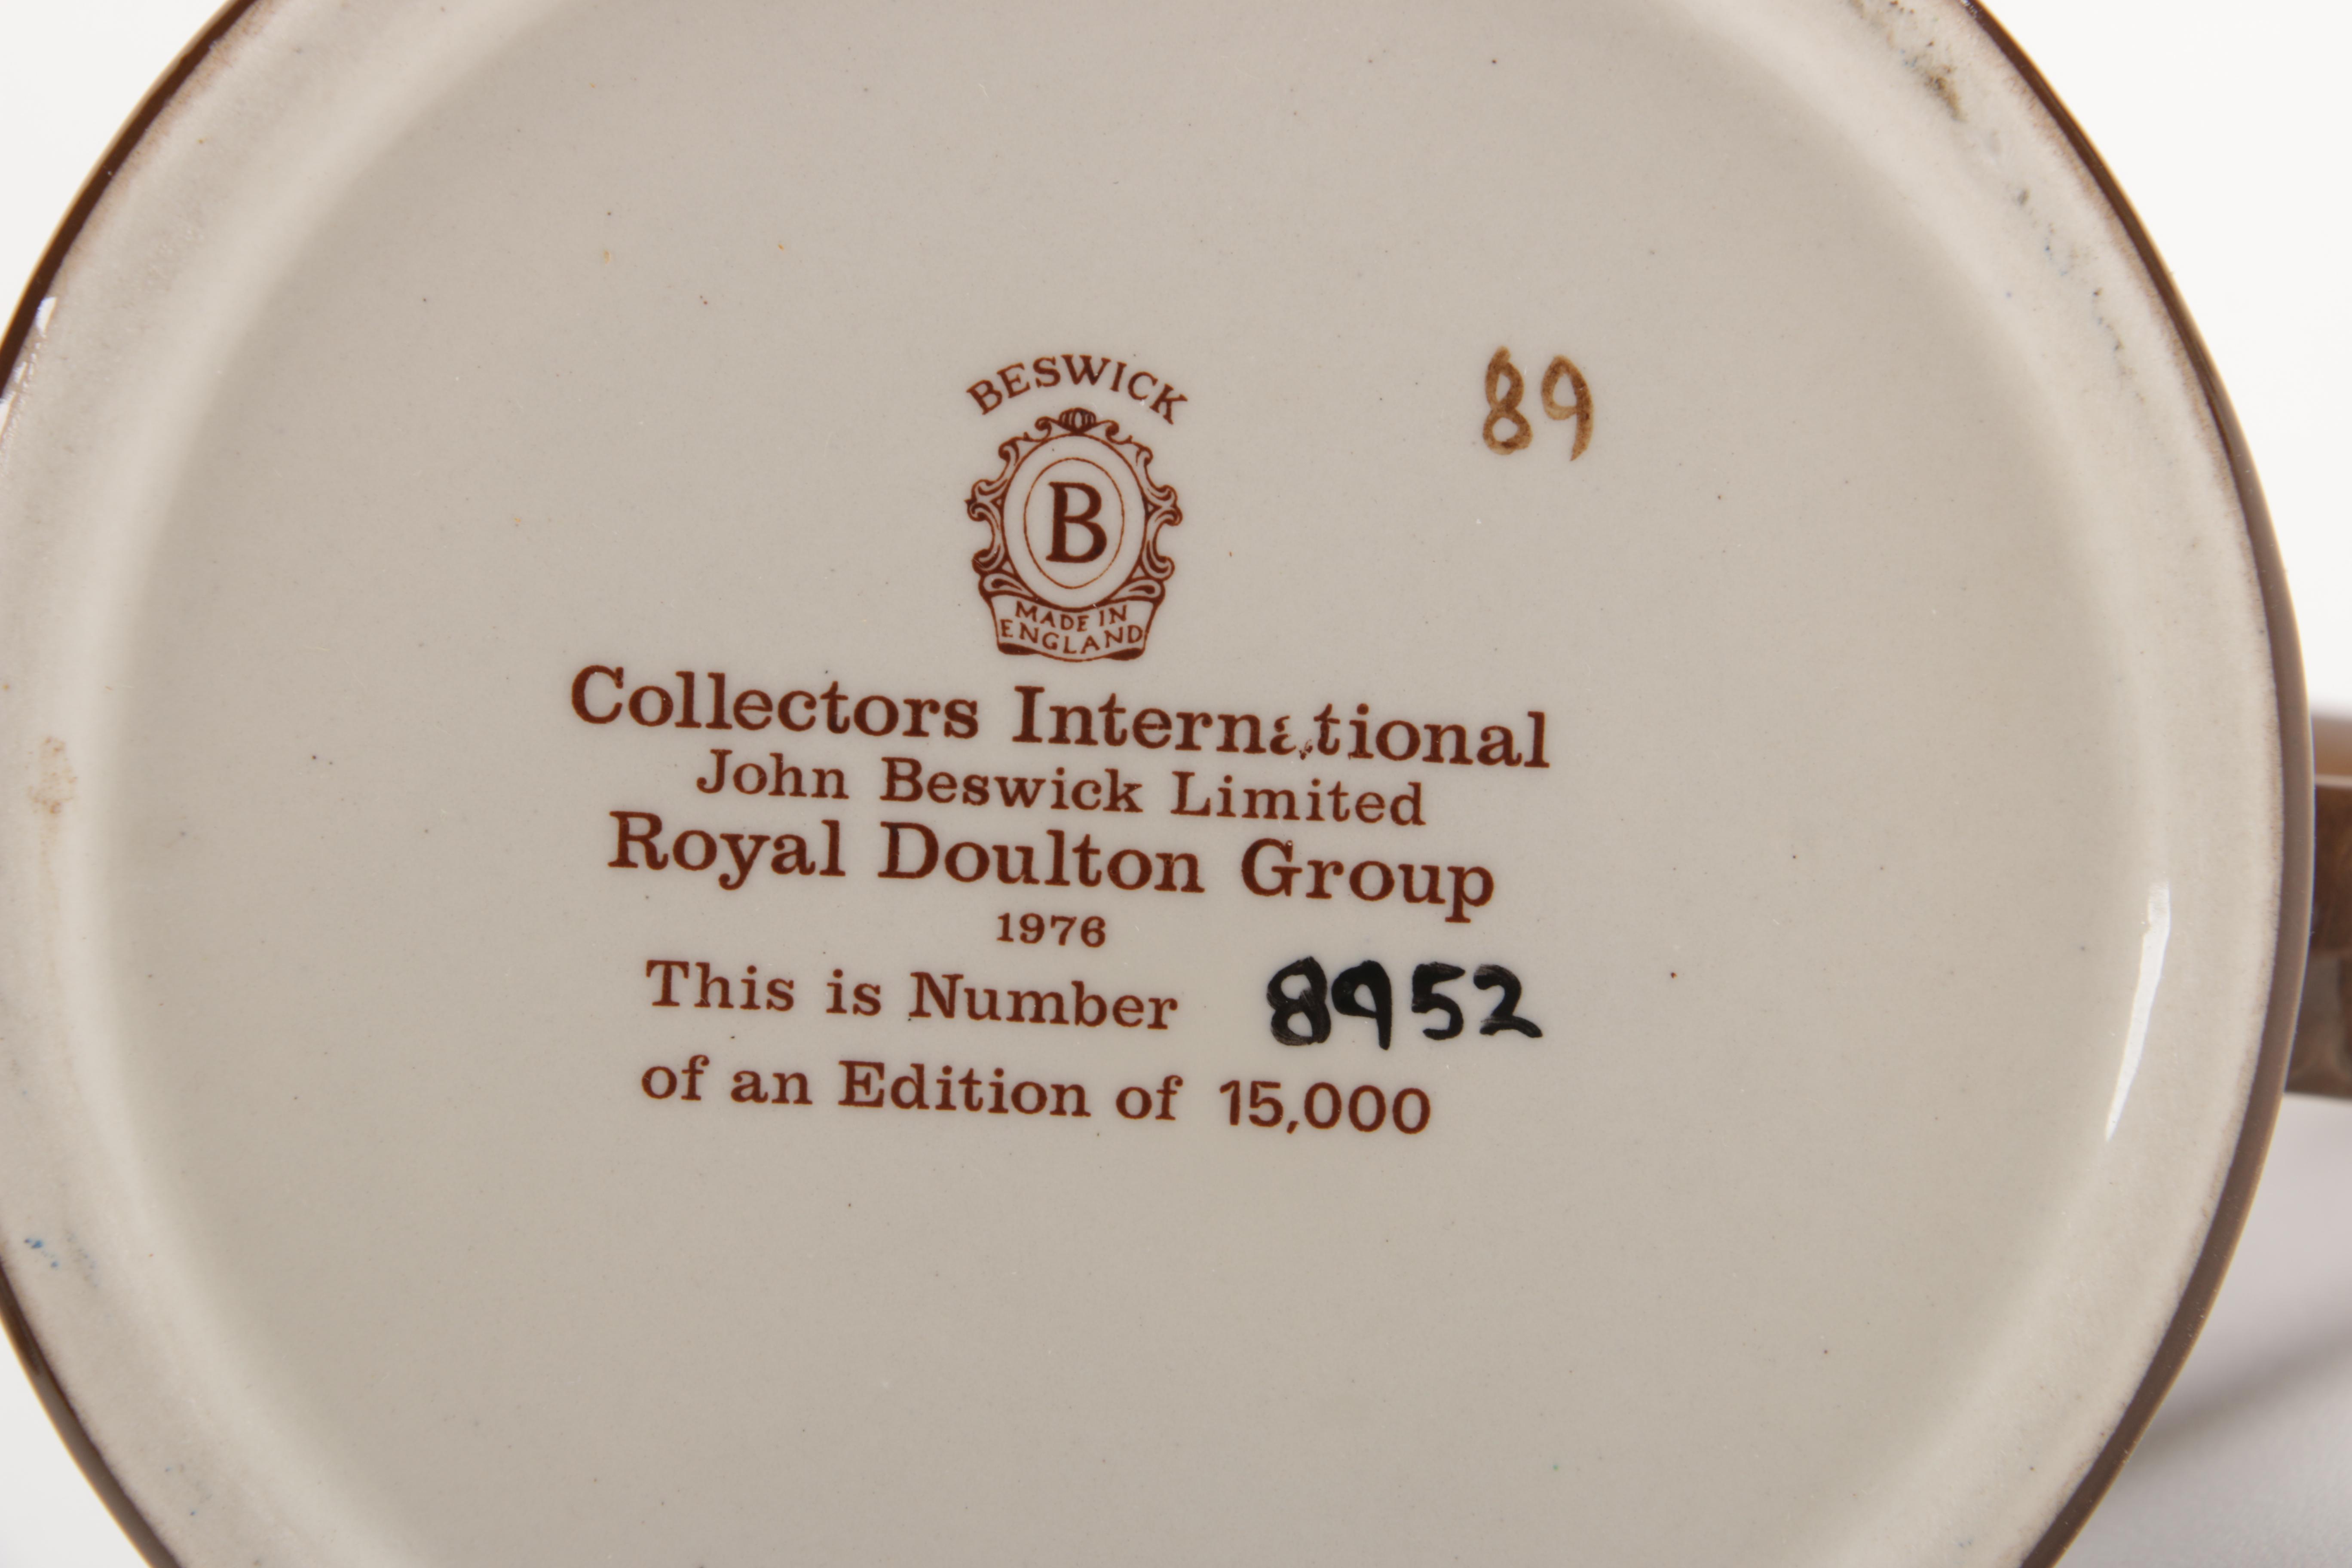 BESWICK
89
B
MADE IN
ENGLAND
Collectors International
John Beswick Limited
Royal Doulton Group
1976
This is Number 8952
of an Edition of 15,000